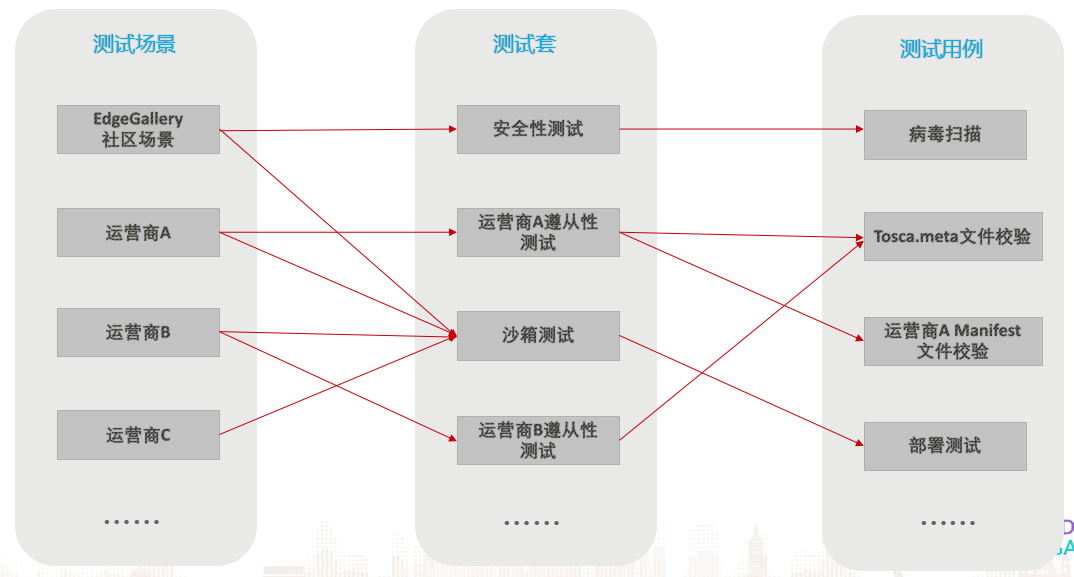 测试场景
EdgeGallery
社区场景
运营商A
运营商B
运营商C
······
测试套
安全性测试
运营商A遵从性
测试
沙箱测试
运营商B遵从性
测试
······
测试用例
病毒扫描
Tosca.meta文件校验
运营商A Manifest
文件校验
部署测试
······
D
GA